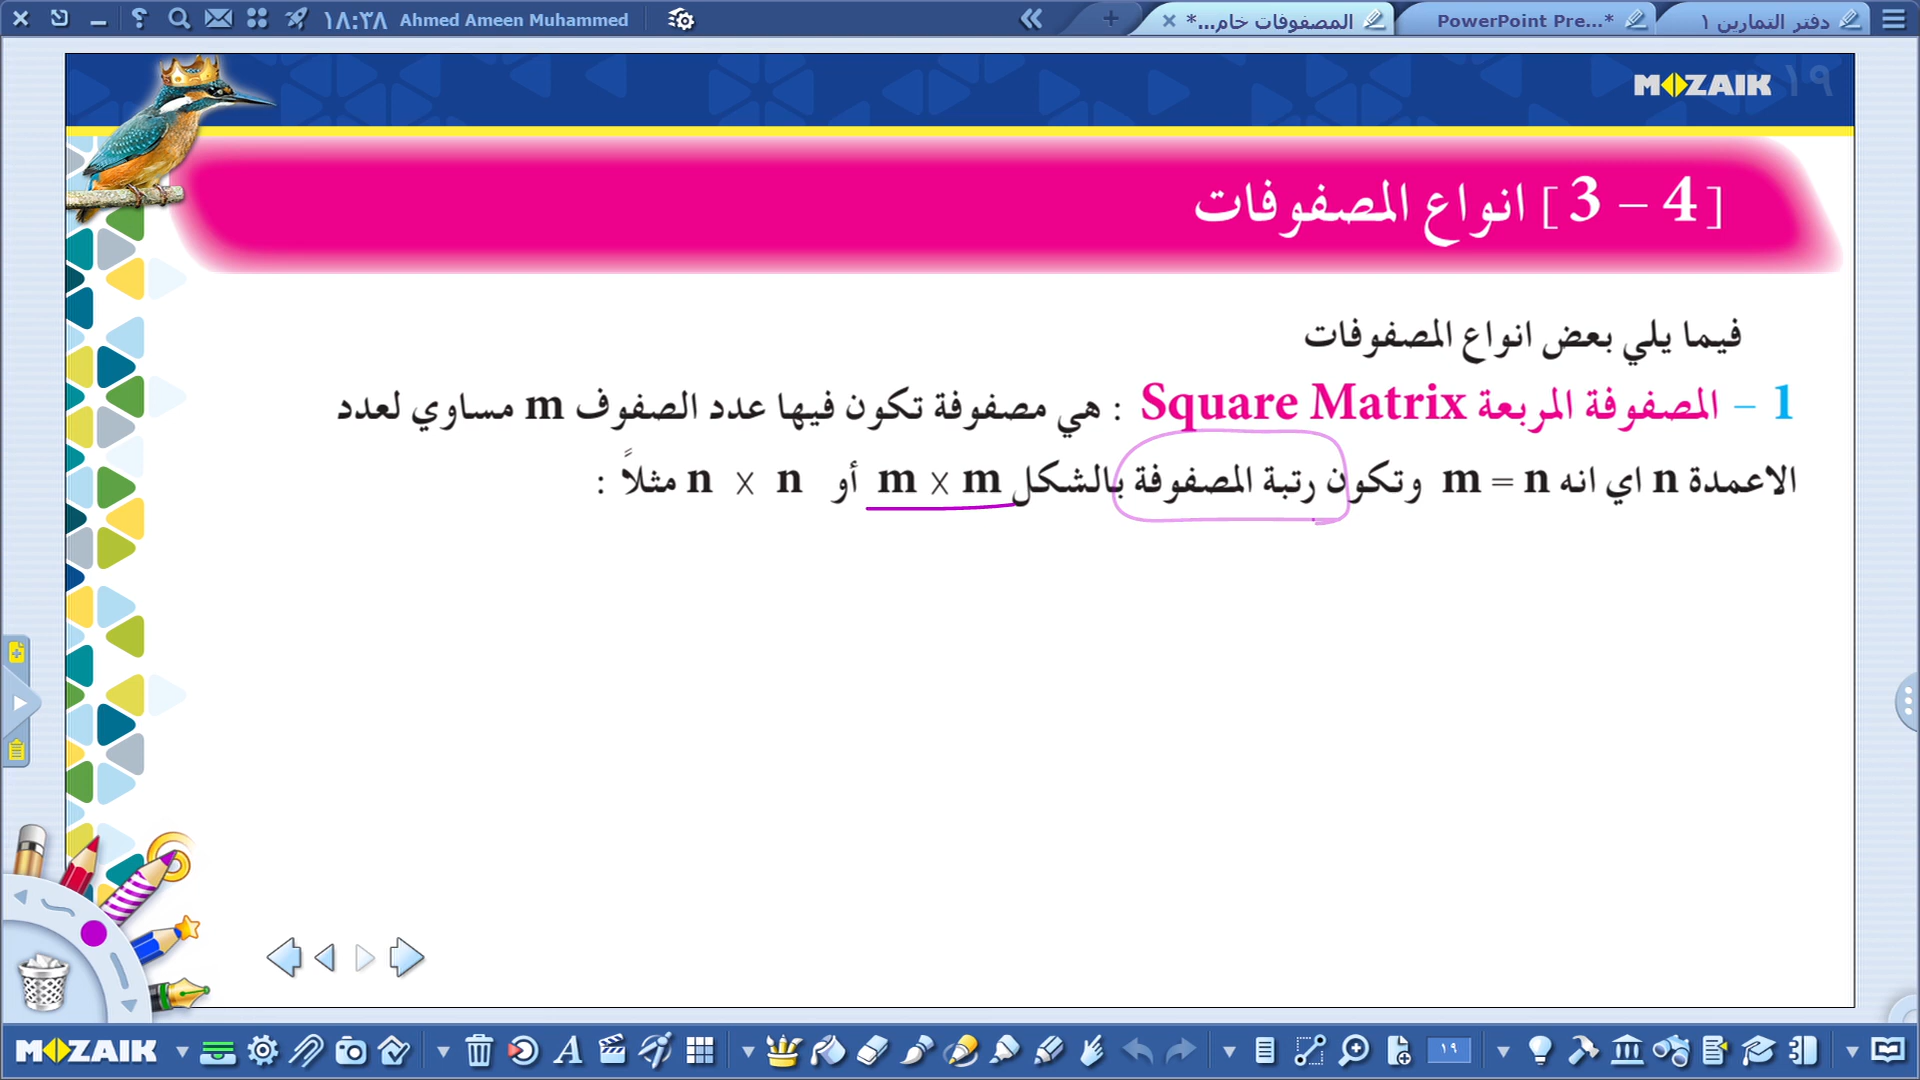 ١٨:٣٨ Ahmed Ameen Muhammed
المصفوفات خام...*
PowerPoint Pre...*
دفتر التمارين ١
MOZAIK ١٩
[3 – 4] انواع المصفوفات
فيما يلي بعض انواع المصفوفات
1 – المصفوفة المربعة Square Matrix : هي مصفوفة تكون فيها عدد الصفوف m مساوي لعدد
الاعمدة n اي انه m = n وتكون رتبة المصفوفة بالشكل m × m أو n × n مثلاً :
MOZAIK
١٩